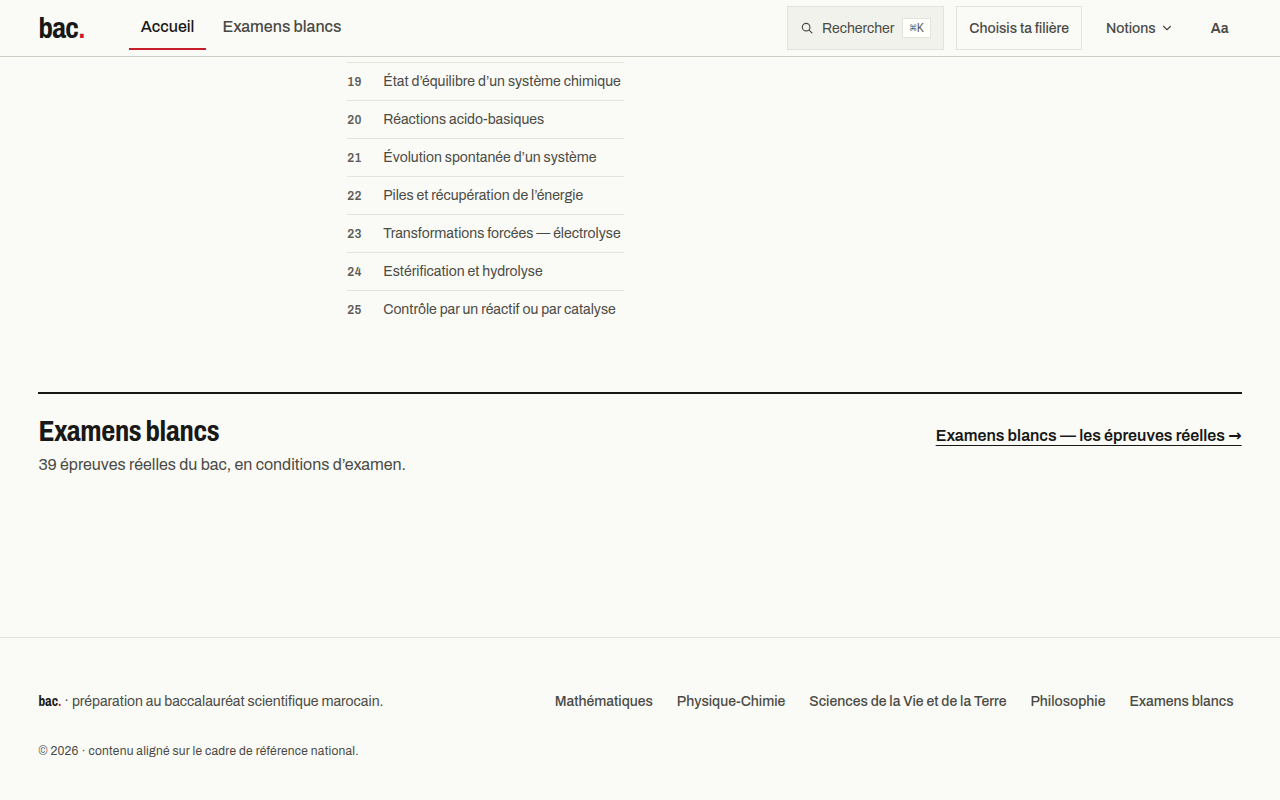 bac.
Accueil
Examens blancs
Rechercher ⌘K
Choisis ta filière
Notions
Aa
19 État d’équilibre d’un système chimique
20 Réactions acido-basiques
21 Évolution spontanée d’un système
22 Piles et récupération de l’énergie
23 Transformations forcées — électrolyse
24 Estérification et hydrolyse
25 Contrôle par un réactif ou par catalyse
Examens blancs
Examens blancs — les épreuves réelles →
39 épreuves réelles du bac, en conditions d'examen.
bac. · préparation au baccalauréat scientifique marocain.
Mathématiques
Physique-Chimie
Sciences de la Vie et de la Terre
Philosophie
Examens blancs
© 2026 · contenu aligné sur le cadre de référence national.